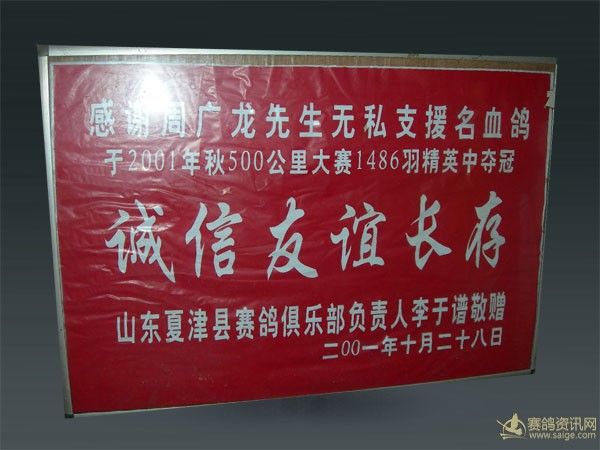 感谢周广龙先生无私支援名血鸽
于2001年秋500公里大赛1486羽精英中夺冠
诚信友谊长存
山东夏津县赛鸽俱乐部负责人李于谱敬赠
二00一年十月二十八日
赛鸽资讯网
www.saige.com